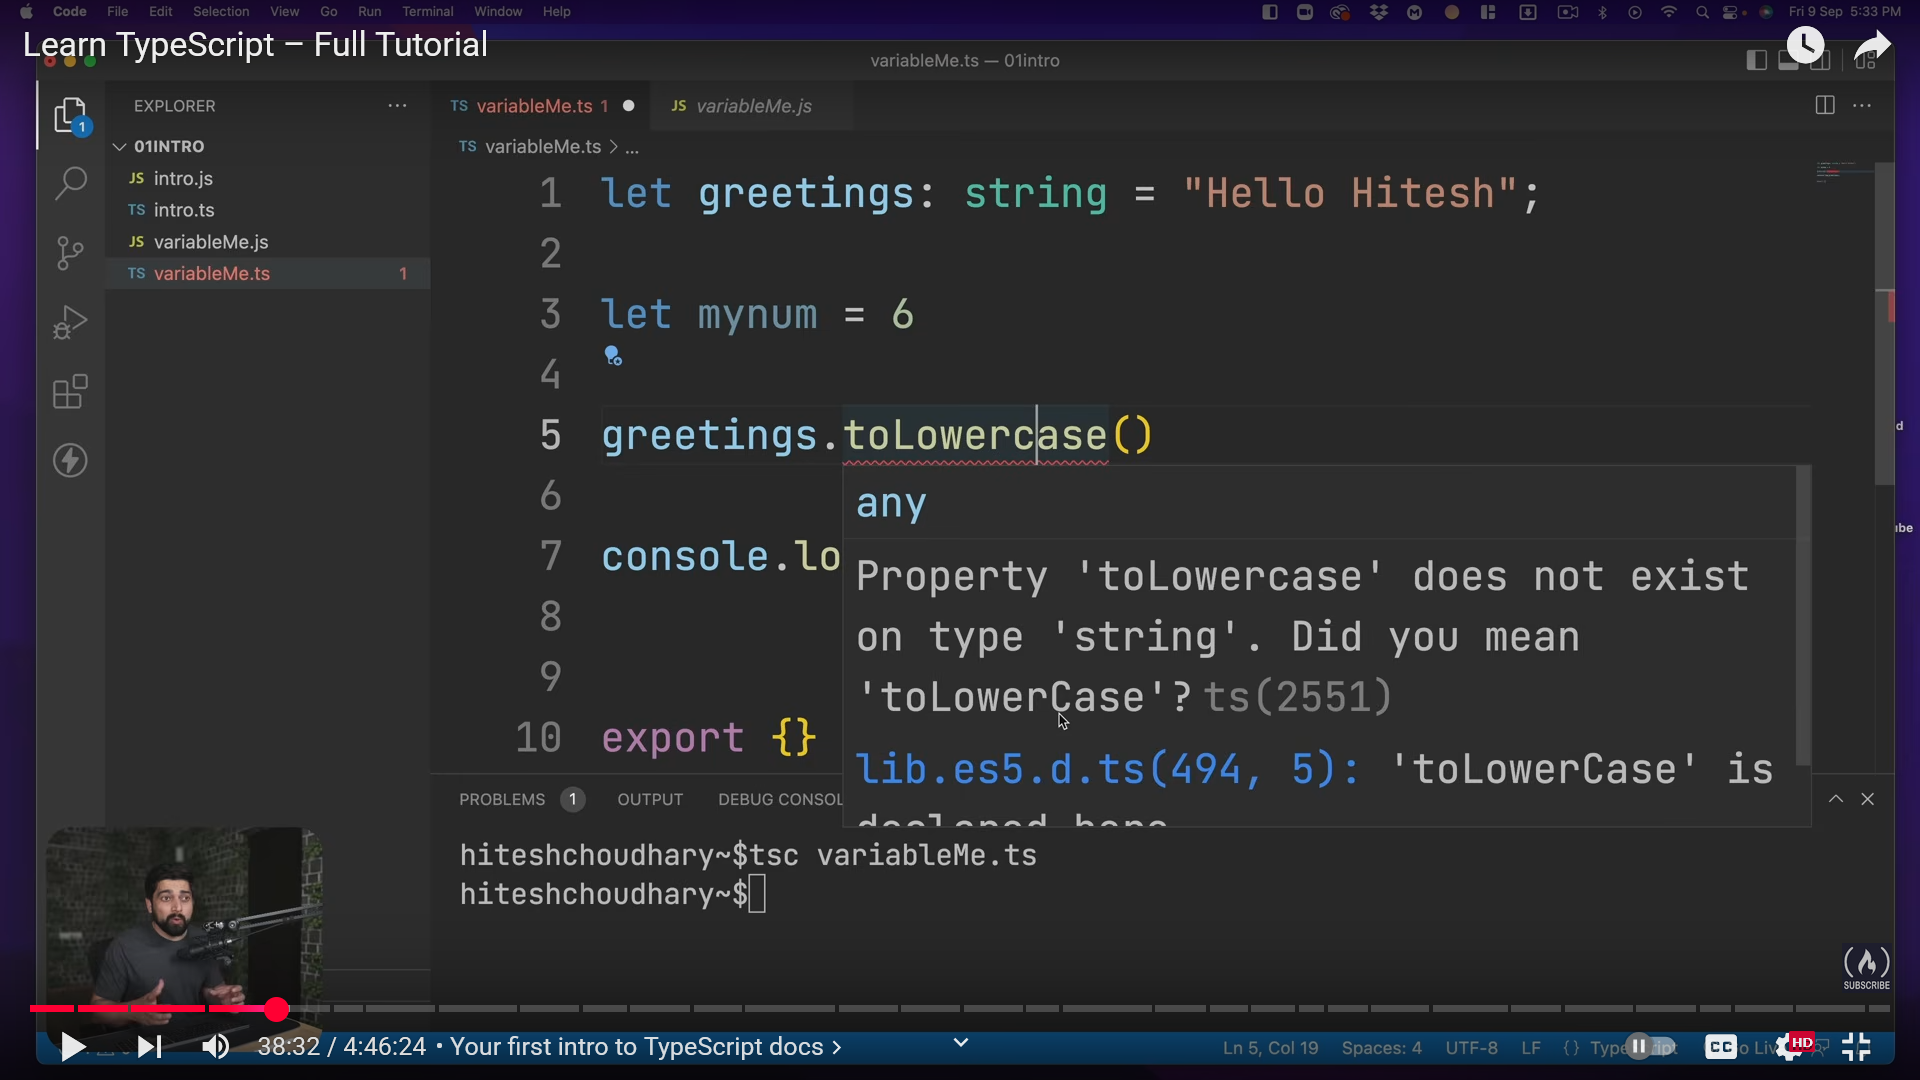 Code File Edit Selection View Go Run Terminal Window Help Fri 9 Sep 5:33 PM
Learn TypeScript – Full Tutorial
variableMe.ts — 01intro
EXPLORER
TS variableMe.ts 1 JS variableMe.js
01INTRO
TS variableMe.ts > ...
JS intro.js
TS intro.ts
JS variableMe.js
TS variableMe.ts 1
1
1 let greetings: string = "Hello Hitesh";
2
3 let mynum = 6
4
5 greetings.toLowercase()
6
7 console.lo
8
9
10 export {}
any
Property 'toLowercase' does not exist
on type 'string'. Did you mean
'toLowerCase'? ts(2551)
lib.es5.d.ts(494, 5): 'toLowerCase' is
declared here
PROBLEMS 1 OUTPUT DEBUG CONSOL
hiteshchoudhary~$tsc variableMe.ts
hiteshchoudhary~$
SUBSCRIBE
38:32 / 4:46:24 • Your first intro to TypeScript docs >
Ln 5, Col 19 Spaces: 4 UTF-8 LF {}
CC HD